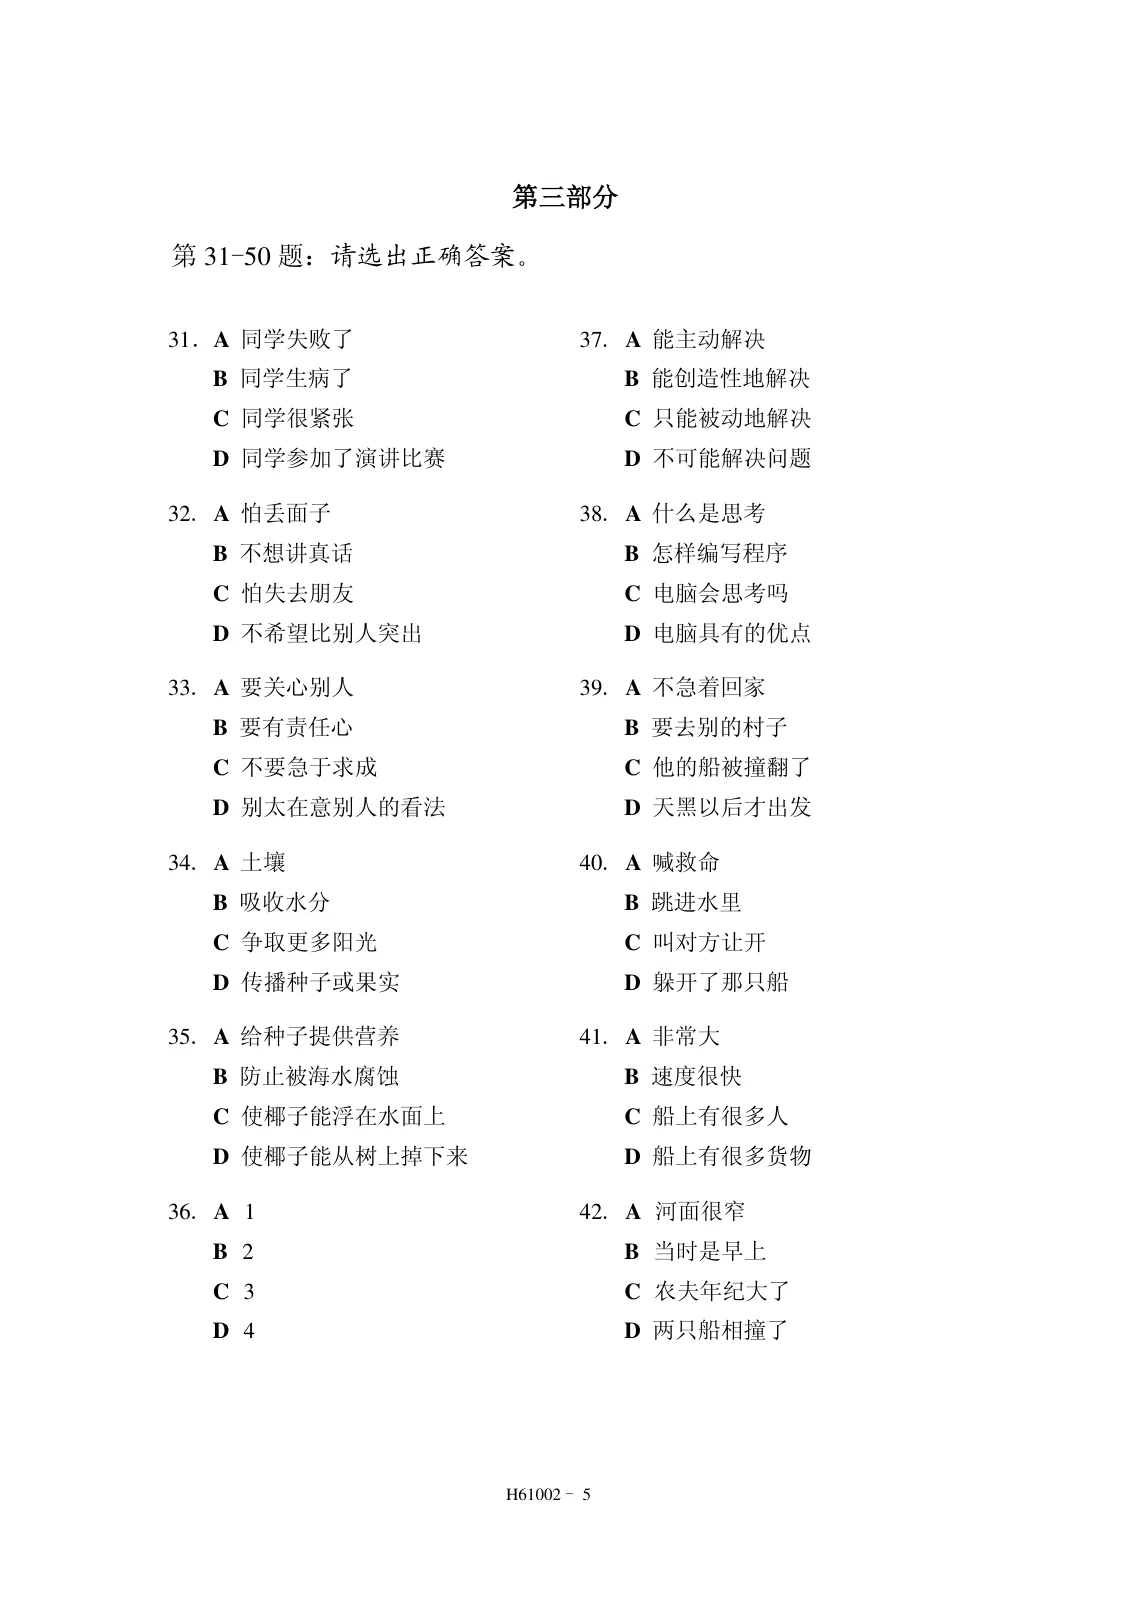 第三部分
第 31-50 题：请选出正确答案。
31. A 同学失败了
B 同学生病了
C 同学很紧张
D 同学参加了演讲比赛
32. A 怕丢面子
B 不想讲真话
C 怕失去朋友
D 不希望比别人突出
33. A 要关心别人
B 要有责任心
C 不要急于求成
D 别太在意别人的看法
34. A 土壤
B 吸收水分
C 争取更多阳光
D 传播种子或果实
35. A 给种子提供营养
B 防止被海水腐蚀
C 使椰子能浮在水面上
D 使椰子能从树上掉下来
36. A 1
B 2
C 3
D 4
37. A 能主动解决
B 能创造性地解决
C 只能被动地解决
D 不可能解决问题
38. A 什么是思考
B 怎样编写程序
C 电脑会思考吗
D 电脑具有的优点
39. A 不急着回家
B 要去别的村子
C 他的船被撞翻了
D 天黑以后才出发
40. A 喊救命
B 跳进水里
C 叫对方让开
D 躲开了那只船
41. A 非常大
B 速度很快
C 船上有很多人
D 船上有很多货物
42. A 河面很窄
B 当时是早上
C 农夫年纪大了
D 两只船相撞了
H61002 - 5